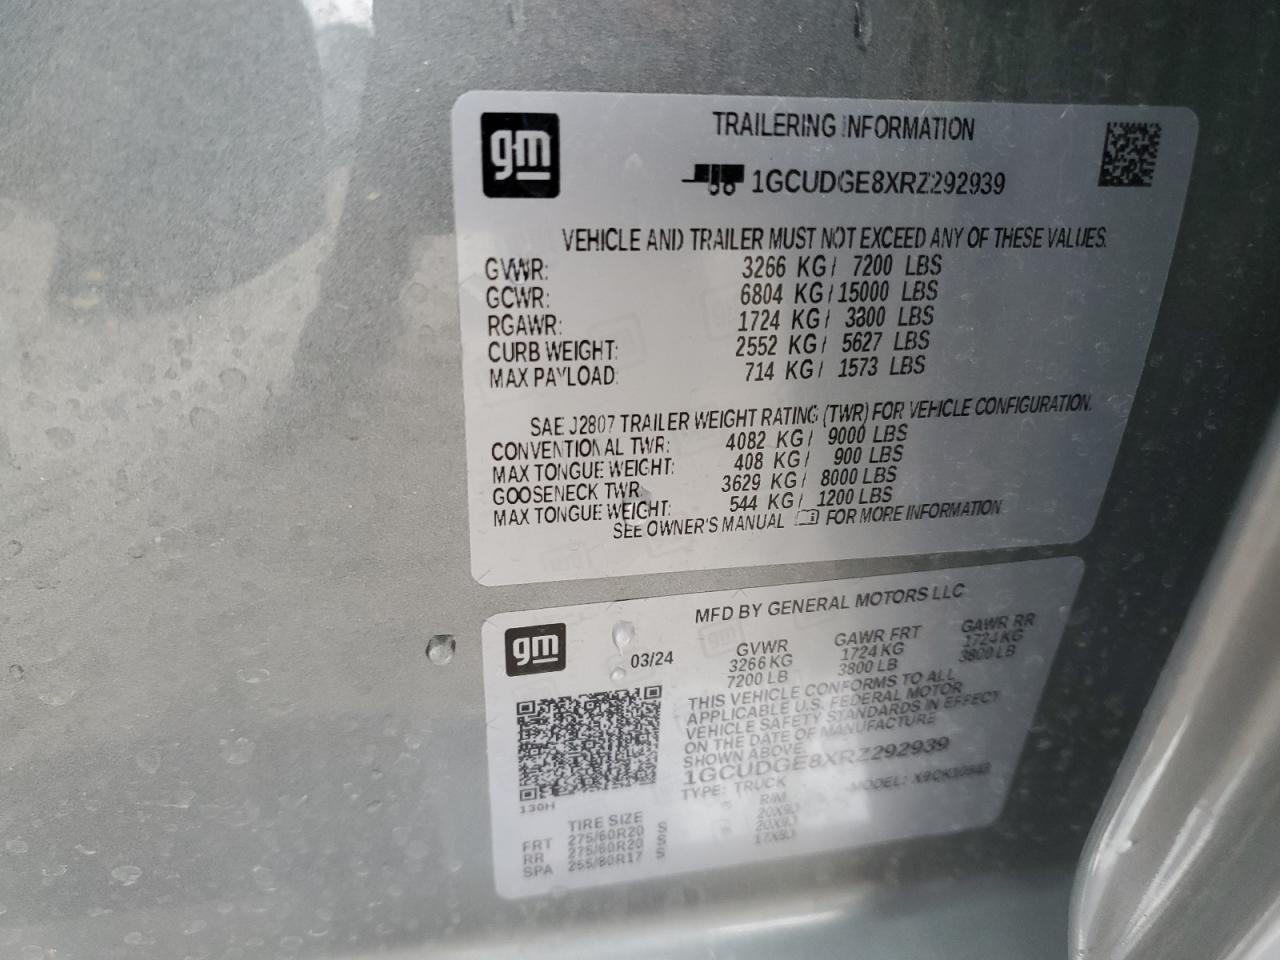 gm
TRAILERING INFORMATION
1GCUDGE8XRZ292939
VEHICLE AND TRAILER MUST NOT EXCEED ANY OF THESE VALUES.
GVWR: 3266 KG/ 7200 LBS
GCWR: 6804 KG/ 15000 LBS
RGAWR: 1724 KG/ 3800 LBS
CURB WEIGHT: 2552 KG/ 5627 LBS
MAX PAYLOAD: 714 KG/ 1573 LBS
SAE J2807 TRAILER WEIGHT RATING (TWR) FOR VEHICLE CONFIGURATION.
CONVENTIONAL TWR: 4082 KG/ 9000 LBS
MAX TONGUE WEIGHT: 408 KG/ 900 LBS
GOOSENECK TWR: 3629 KG/ 8000 LBS
MAX TONGUE WEIGHT: 544 KG/ 1200 LBS
SEE OWNER'S MANUAL FOR MORE INFORMATION
gm
MFD BY GENERAL MOTORS LLC
03/24
GVWR GAWR FRT GAWR RR
3266 KG 1724 KG 1724 KG
7200 LB 3800 LB 3800 LB
THIS VEHICLE CONFORMS TO ALL
APPLICABLE U.S. FEDERAL MOTOR
VEHICLE SAFETY STANDARDS IN EFFECT
ON THE DATE OF MANUFACTURE
SHOWN ABOVE.
1GCUDGE8XRZ292939
TYPE: TRUCK MODEL:
130H
TIRE SIZE RIM
FRT 275/60R20 S
RR 275/60R20 S
SPA 255/80R17 S